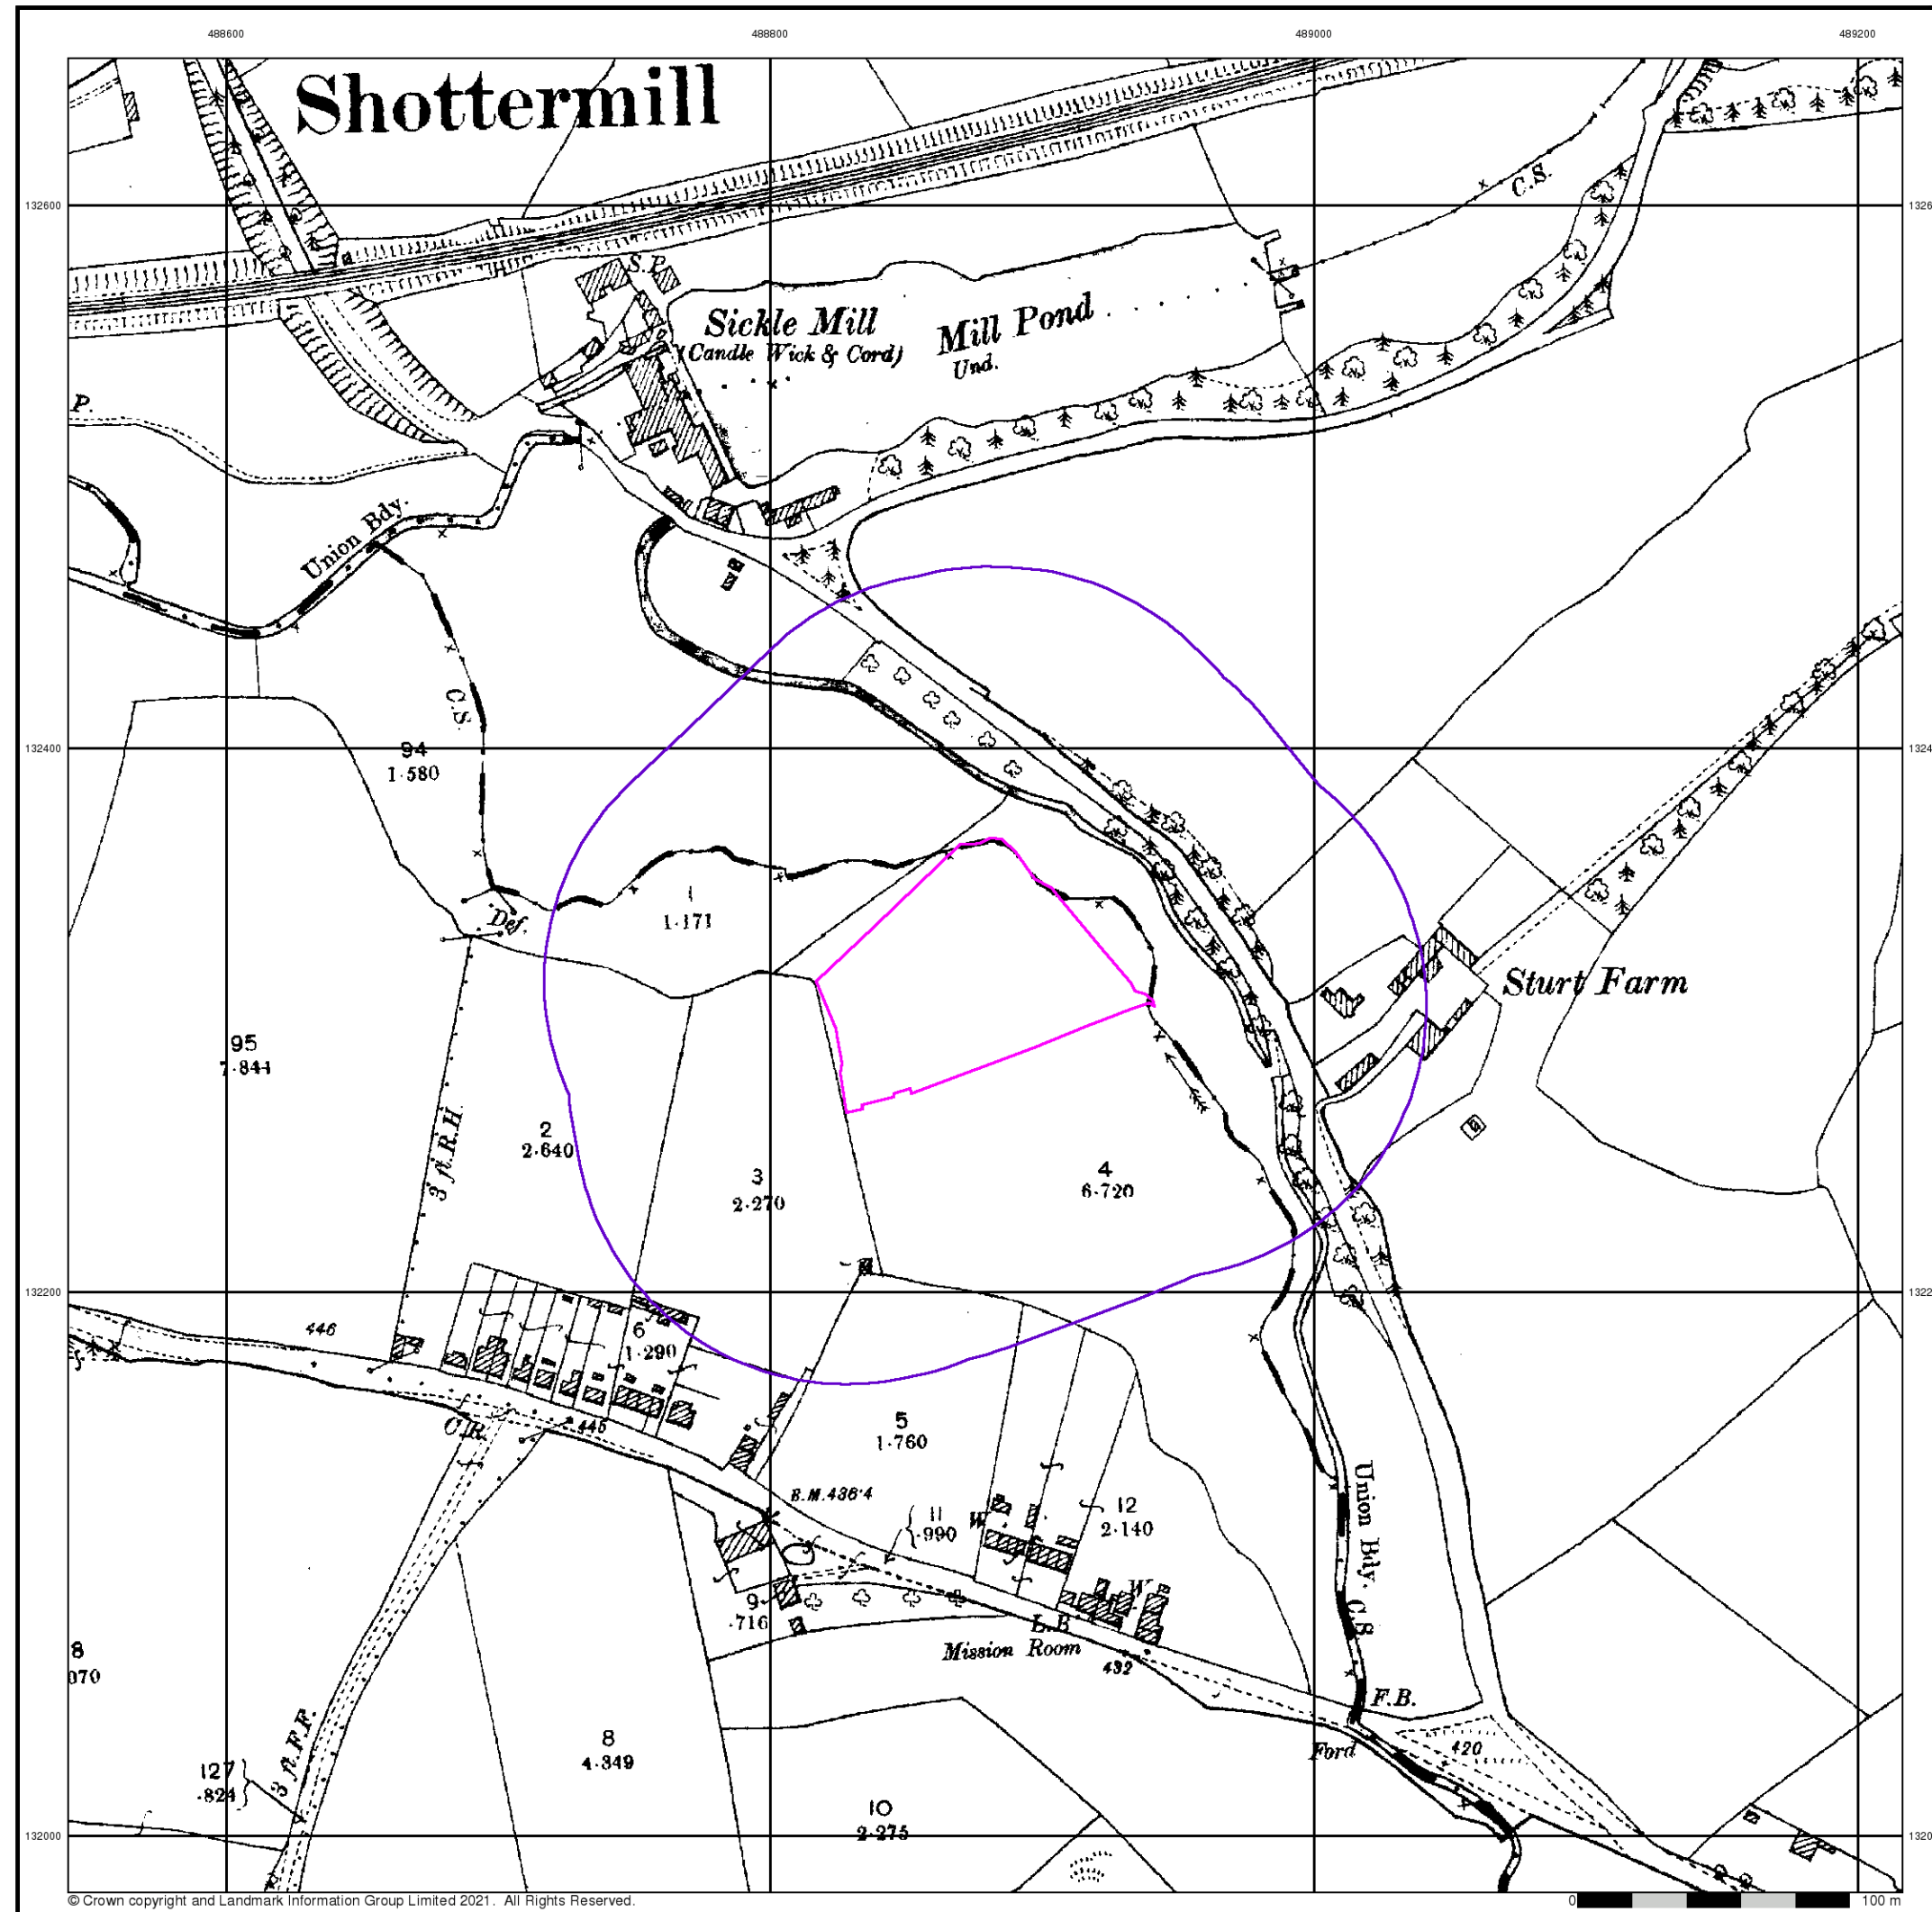 488600
488800
489000
489200
Shottermill
132600
C.S.
S.P.
Sickle Mill
(Candle Wick & Cord)
Mill Pond
Und.
P.
Union Bdy.
C.S.
132400
94
1·580
1
1·171
Def.
Sturt Farm
95
7·841
3 ft.R.H.
2
2·640
3
2·270
4
6·720
132200
446
6
1·290
C.R.
445
5
1·760
B.M.436·4
11
·990
W
12
2·140
Union Bdy.
C.S.
9
·716
W
L.B
Mission Room
432
8
070
F.B.
Ford
420
3 ft.F.F.
127
·824
8
4·349
10
2·275
132000
© Crown copyright and Landmark Information Group Limited 2021. All Rights Reserved.
0
100 m